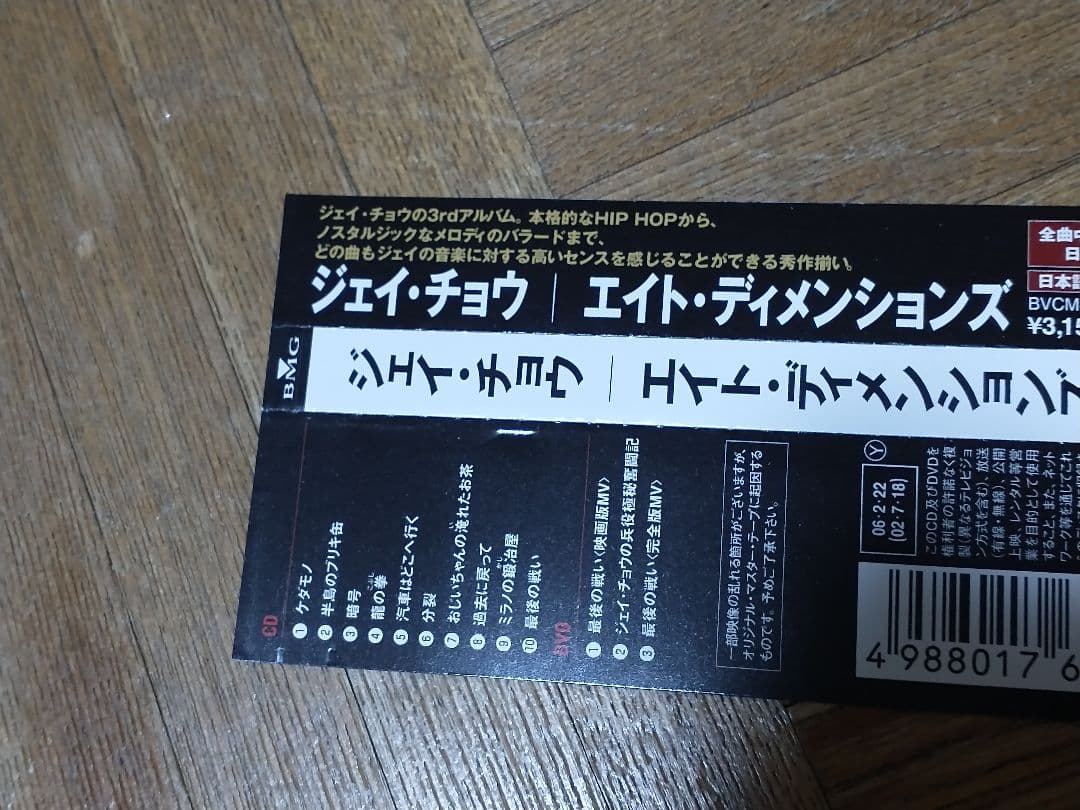 ジェイ・チョウの3rdアルバム。本格的なHIP HOPから、
ノスタルジックなメロディのバラードまで、
どの曲もジェイの音楽に対する高いセンスを感じることができる秀作揃い。
ジェイ・チョウ｜エイト・ディメンションズ
全曲中
日
日本語
BVCM
¥3,15
BMG
ジェイ・チョウ｜エイト・ディメンションズ
CD
1 ケダモノ
2 半島のブリキ缶
3 暗号
4 龍の拳
5 汽車はどこへ行く
6 分裂
7 おじいちゃんの淹れたお茶
8 過去に戻って
9 ミラノの鍛冶屋
10 最後の戦い
1 最後の戦い〈映画版MV〉
2 ジェイ・チョウの兵役極秘奮闘記
3 最後の戦い〈完全版MV〉
一部映像の乱れる箇所がございますが、
オリジナル・マスター・テープに起因する
ものです。予めご了承下さい。
Y
06・2・22
(02・7・18)
このCD及びDVDを
権利者の許諾なく複
製（異なるテレビジョ
ン方式を含む）、放送
（有線・無線）、公開
上映、レンタル等営
業を目的として使用
すること、また、ネット
ワーク等を通じてこれ
4 988017 6